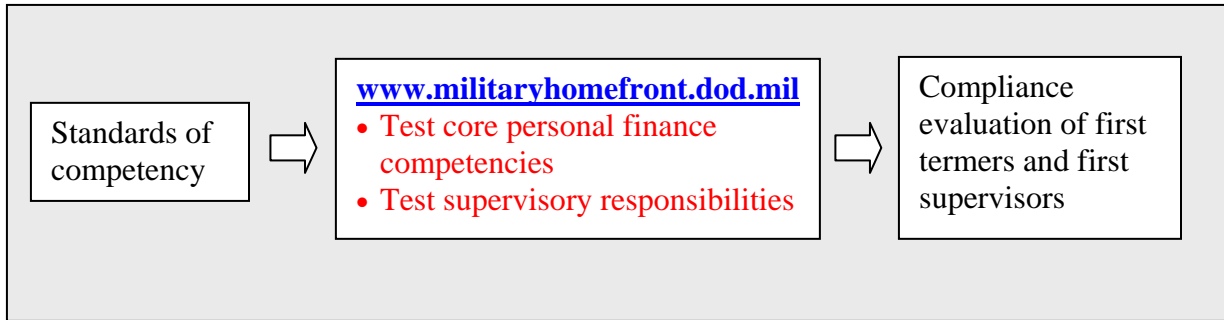 Standards of
competency
www.militaryhomefront.dod.mil
• Test core personal finance
competencies
• Test supervisory responsibilities
Compliance
evaluation of first
termers and first
supervisors